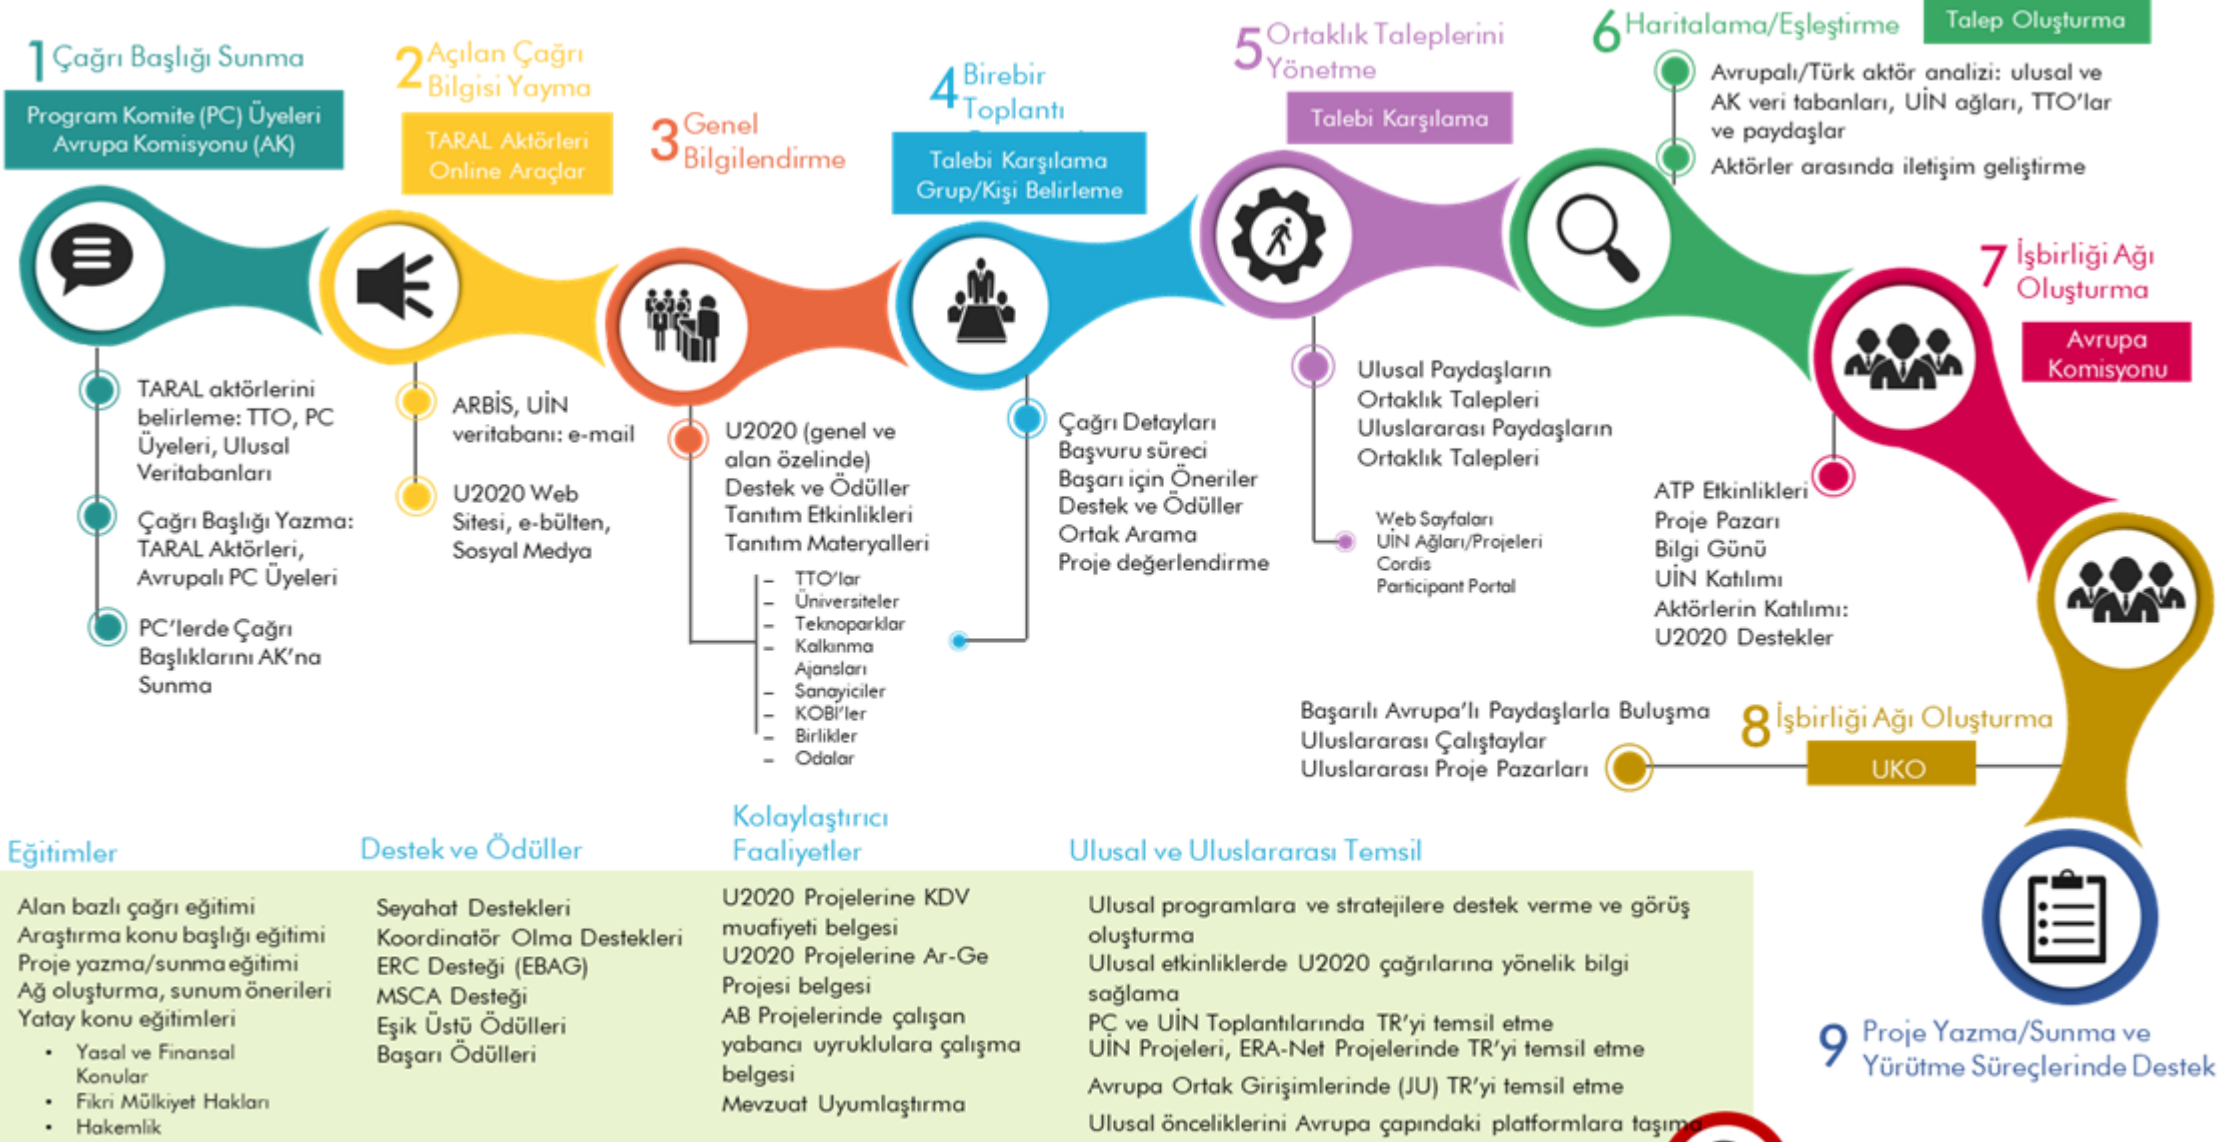 1 Çağrı Başlığı Sunma
Program Komite (PC) Üyeleri
Avrupa Komisyonu (AK)
TARAL aktörlerini
belirleme: TTO, PC
Üyeleri, Ulusal
Veritabanları
Çağrı Başlığı Yazma:
TARAL Aktörleri,
Avrupalı PC Üyeleri
PC'lerde Çağrı
Başlıklarını AK'na
Sunma
2 Açılan Çağrı
Bilgisi Yayma
TARAL Aktörleri
Online Araçlar
ARBİS, UİN
veritabanı: e-mail
U2020 Web
Sitesi, e-bülten,
Sosyal Medya
3 Genel
Bilgilendirme
U2020 (genel ve
alan özelinde)
Destek ve Ödüller
Tanıtım Etkinlikleri
Tanıtım Materyalleri
– TTO'lar
– Üniversiteler
– Teknoparklar
– Kalkınma
Ajansları
– Sanayiciler
– KOBİ'ler
– Birlikler
– Odalar
4 Birebir
Toplantı
Talebi Karşılama
Grup/Kişi Belirleme
Çağrı Detayları
Başvuru süreci
Başarı için Öneriler
Destek ve Ödüller
Ortak Arama
Proje değerlendirme
5 Ortaklık Taleplerini
Yönetme
Talebi Karşılama
Ulusal Paydaşların
Ortaklık Talepleri
Uluslararası Paydaşların
Ortaklık Talepleri
Web Sayfaları
UİN Ağları/Projeleri
Cordis
Participant Portal
6 Haritalama/Eşleştirme
Talep Oluşturma
Avrupalı/Türk aktör analizi: ulusal ve
AK veri tabanları, UİN ağları, TTO'lar
ve paydaşlar
Aktörler arasında iletişim geliştirme
7 İşbirliği Ağı
Oluşturma
Avrupa
Komisyonu
ATP Etkinlikleri
Proje Pazarı
Bilgi Günü
UİN Katılımı
Aktörlerin Katılımı:
U2020 Destekler
8 İşbirliği Ağı Oluşturma
UKO
Başarılı Avrupa'lı Paydaşlarla Buluşma
Uluslararası Çalıştaylar
Uluslararası Proje Pazarları
9 Proje Yazma/Sunma ve
Yürütme Süreçlerinde Destek
Eğitimler
Alan bazlı çağrı eğitimi
Araştırma konu başlığı eğitimi
Proje yazma/sunma eğitimi
Ağ oluşturma, sunum önerileri
Yatay konu eğitimleri
• Yasal ve Finansal
Konular
• Fikri Mülkiyet Hakları
• Hakemlik
Destek ve Ödüller
Seyahat Destekleri
Koordinatör Olma Destekleri
ERC Desteği (EBAG)
MSCA Desteği
Eşik Üstü Ödülleri
Başarı Ödülleri
Kolaylaştırıcı
Faaliyetler
U2020 Projelerine KDV
muafiyeti belgesi
U2020 Projelerine Ar-Ge
Projesi belgesi
AB Projelerinde çalışan
yabancı uyruklulara çalışma
belgesi
Mevzuat Uyumlaştırma
Ulusal ve Uluslararası Temsil
Ulusal programlara ve stratejilere destek verme ve görüş
oluşturma
Ulusal etkinliklerde U2020 çağrılarına yönelik bilgi
sağlama
PC ve UİN Toplantılarında TR'yi temsil etme
UİN Projeleri, ERA-Net Projelerinde TR'yi temsil etme
Avrupa Ortak Girişimlerinde (JU) TR'yi temsil etme
Ulusal önceliklerini Avrupa çapındaki platformlara taşıma